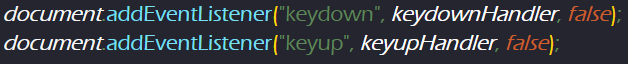 document.addEventListener("keydown", keydownHandler, false);
document.addEventListener("keyup", keyupHandler, false);